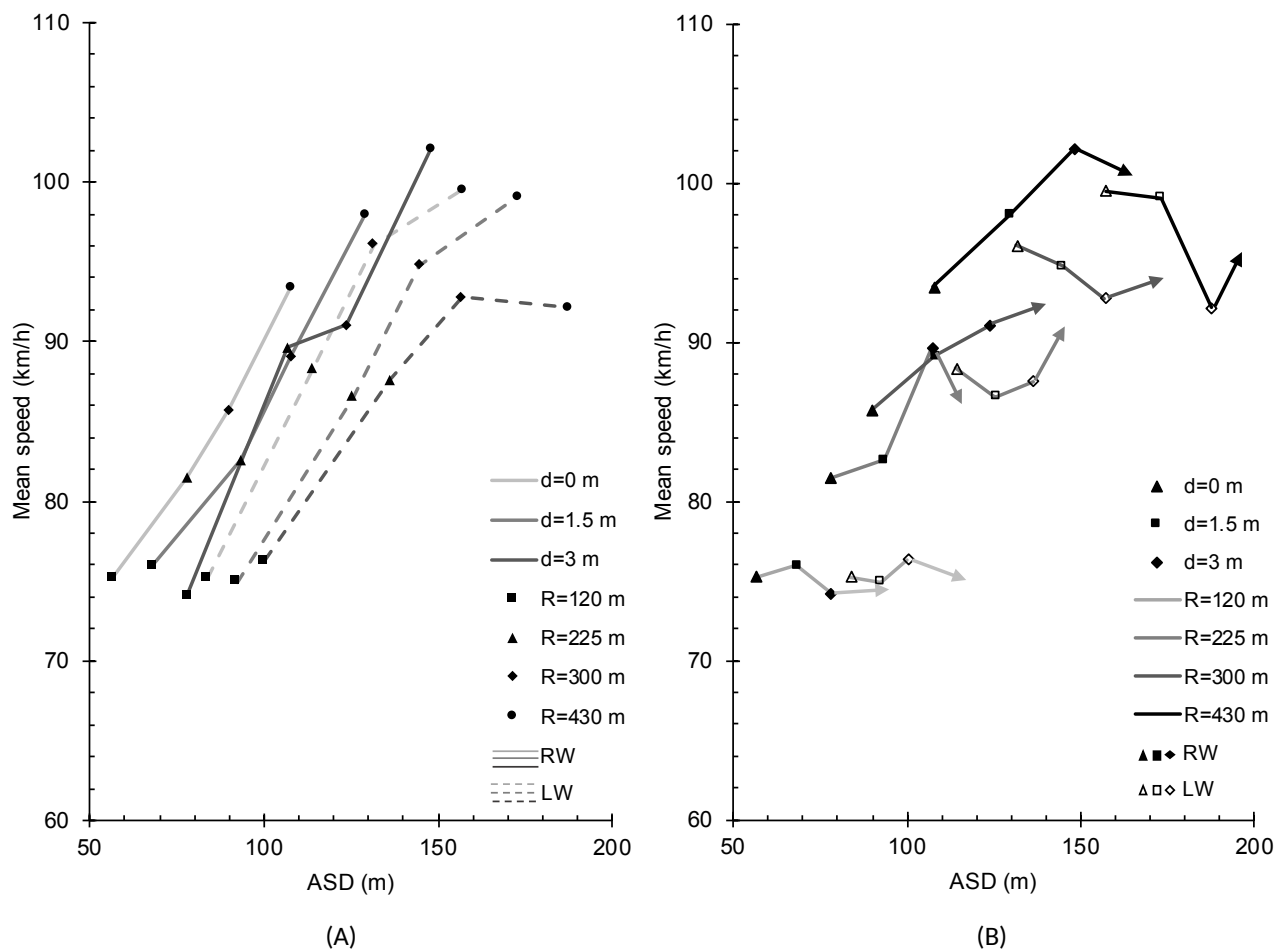 110
100
90
80
70
60
Mean speed (km/h)
50
100
150
200
ASD (m)
d=0 m
d=1.5 m
d=3 m
R=120 m
R=225 m
R=300 m
R=430 m
RW
LW
(A)
110
100
90
80
70
60
Mean speed (km/h)
50
100
150
200
ASD (m)
d=0 m
d=1.5 m
d=3 m
R=120 m
R=225 m
R=300 m
R=430 m
RW
LW
(B)